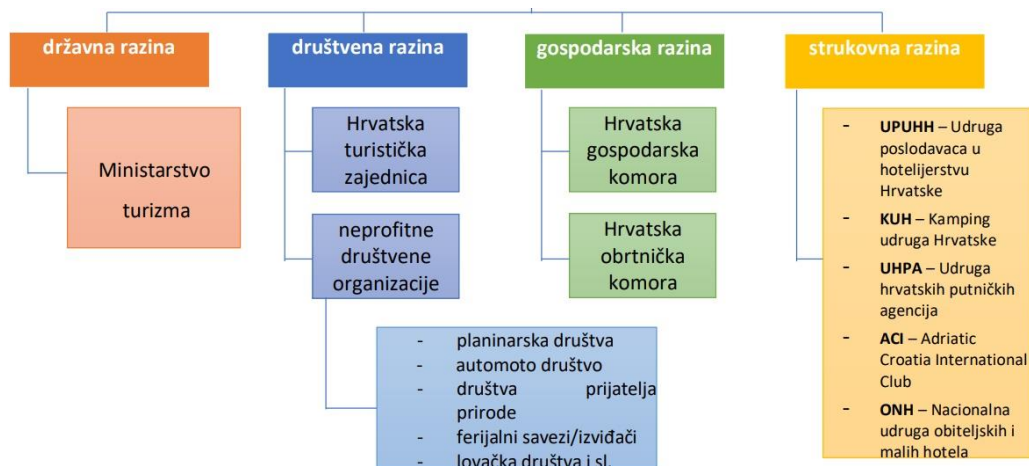 državna razina
Ministarstvo
turizma
društvena razina
Hrvatska
turistička
zajednica
neprofitne
društvene
organizacije
- planinarska društva
- automoto društvo
- društva prijatelja
prirode
- ferijalni savezi/izviđači
- lovačka društva i sl.
gospodarska razina
Hrvatska
gospodarska
komora
Hrvatska
obrtnička
komora
strukovna razina
- UPUHH – Udruga
poslodavaca u
hotelijerstvu
Hrvatske
- KUH – Kamping
udruga Hrvatske
- UHPA – Udruga
hrvatskih putničkih
agencija
- ACI – Adriatic
Croatia International
Club
- ONH – Nacionalna
udruga obiteljskih i
malih hotela